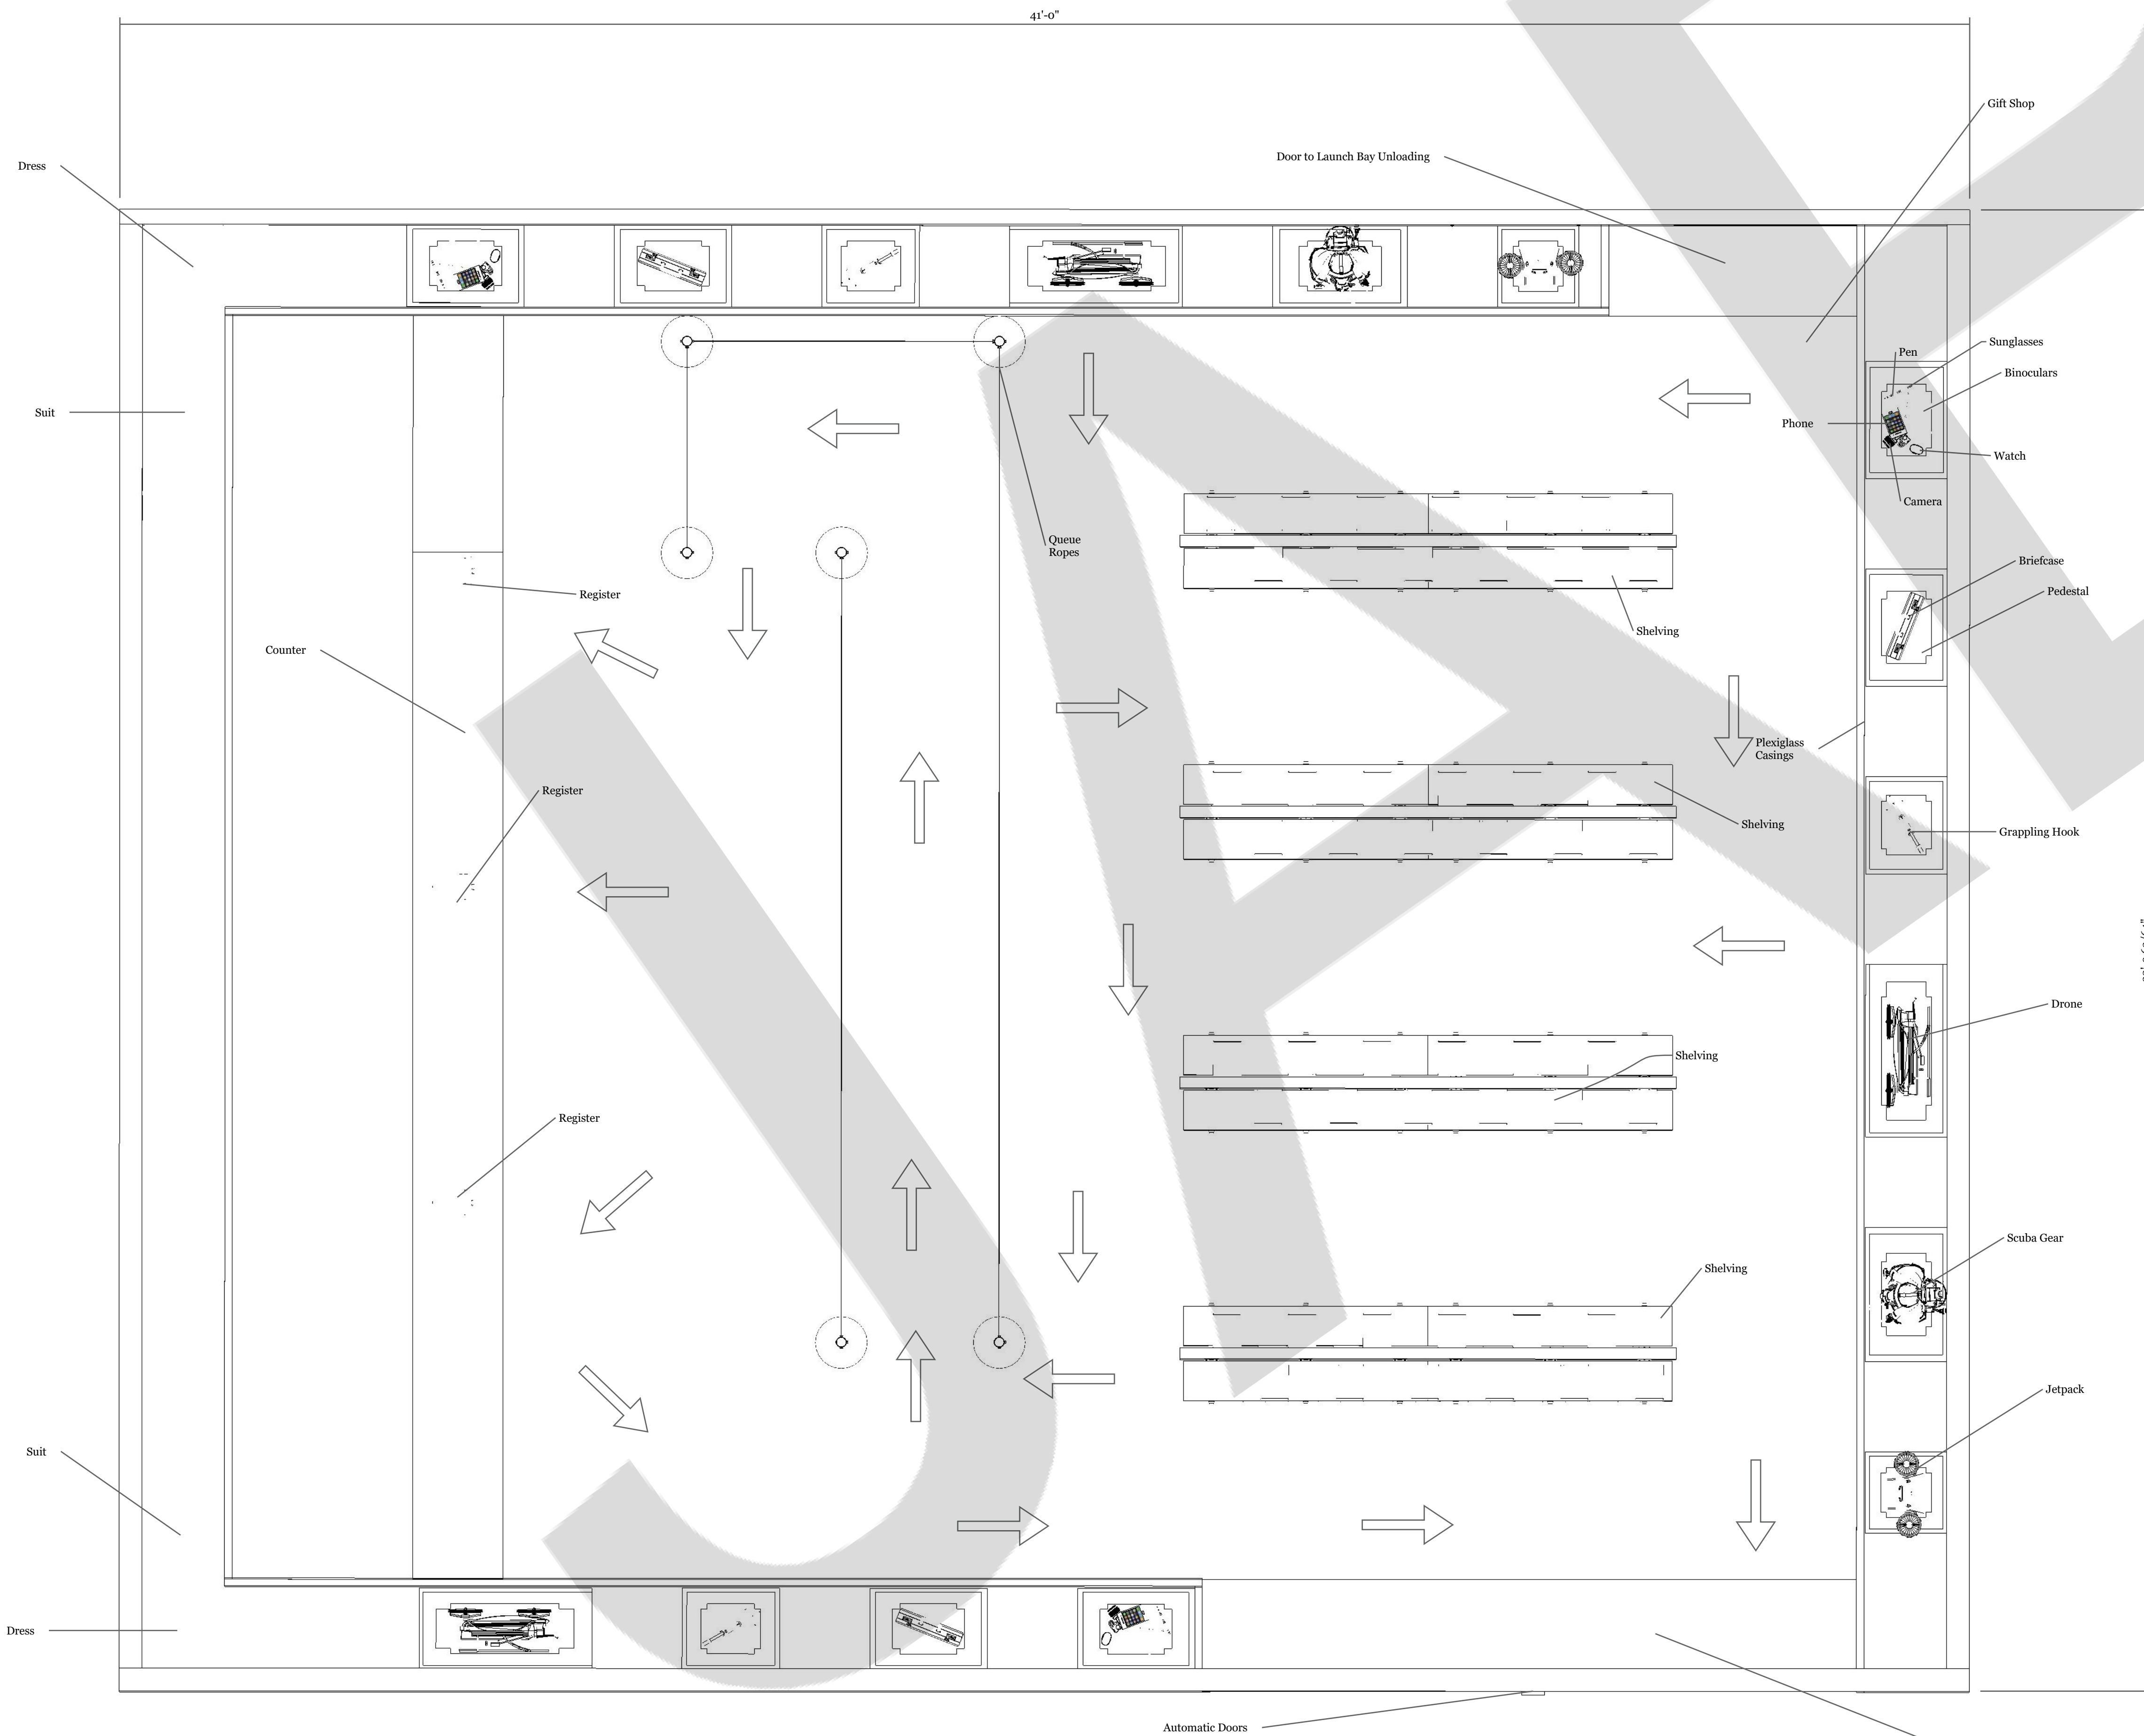 41'-0"
Gift Shop
Door to Launch Bay Unloading
Dress
Sunglasses
Pen
Binoculars
Suit
Phone
Watch
Camera
Queue
Ropes
Briefcase
Register
Pedestal
Shelving
Counter
Plexiglass
Casings
Register
Shelving
Grappling Hook
Drone
Shelving
Register
Scuba Gear
Shelving
Jetpack
Suit
Dress
Automatic Doors